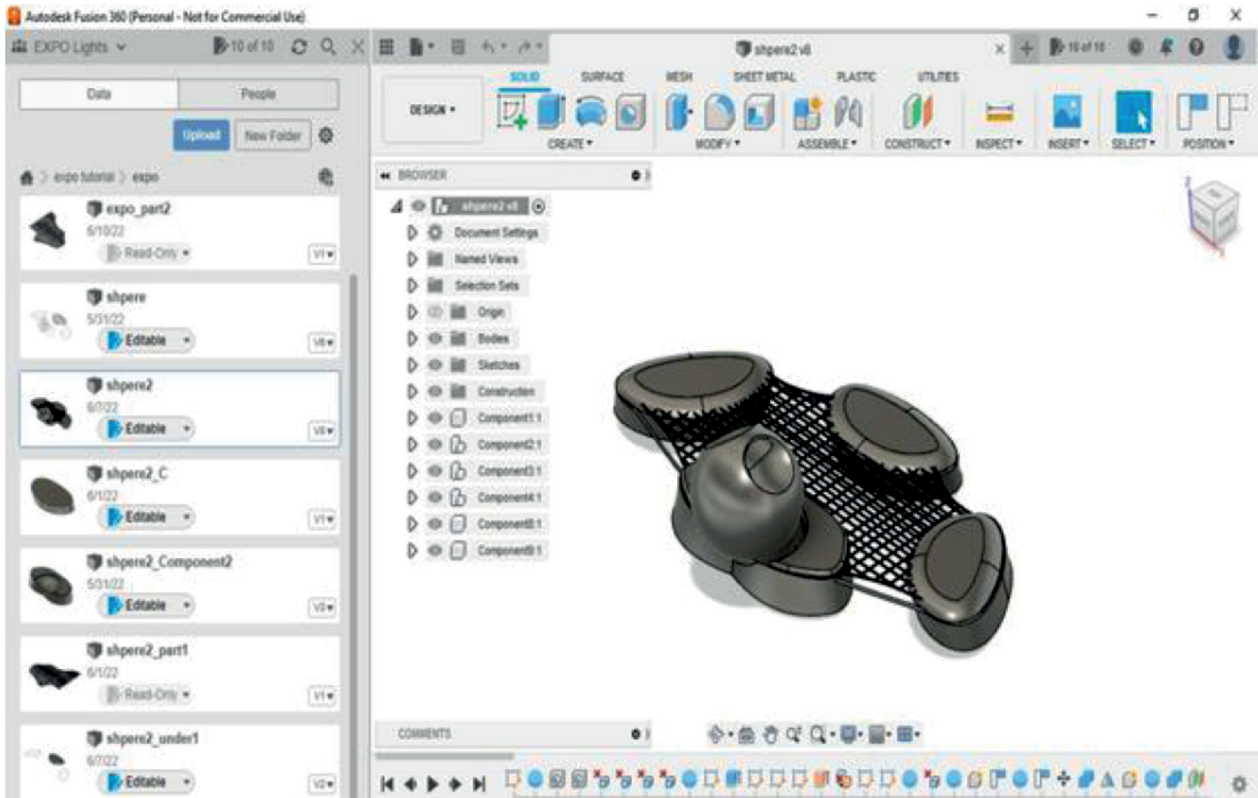 Autodesk Fusion 360 (Personal - Not for Commercial Use)
EXPO Lights
10 of 10
shpere2 v8
10 of 10
Data
People
Upload
New Folder
expo tutorial > expo
expo_part2
6/10/22
Read-Only
V1
shpere
5/31/22
Editable
V8
shpere2
6/7/22
Editable
V8
shpere2_C
6/1/22
Editable
V1
shpere2_Component2
5/31/22
Editable
shpere2_part1
6/1/22
Read-Only
V1
shpere2_under1
6/7/22
Editable
V2
DESIGN
SOLID
SURFACE
MESH
SHEET METAL
PLASTIC
UTILITIES
CREATE
MODIFY
ASSEMBLE
CONSTRUCT
INSPECT
INSERT
SELECT
POSITION
BROWSER
shpere2 v8
Document Settings
Named Views
Selection Sets
Origin
Bodies
Sketches
Construction
Component1:1
Component2:1
Component3:1
Component4:1
Component8:1
Component9:1
Z
COMMENTS